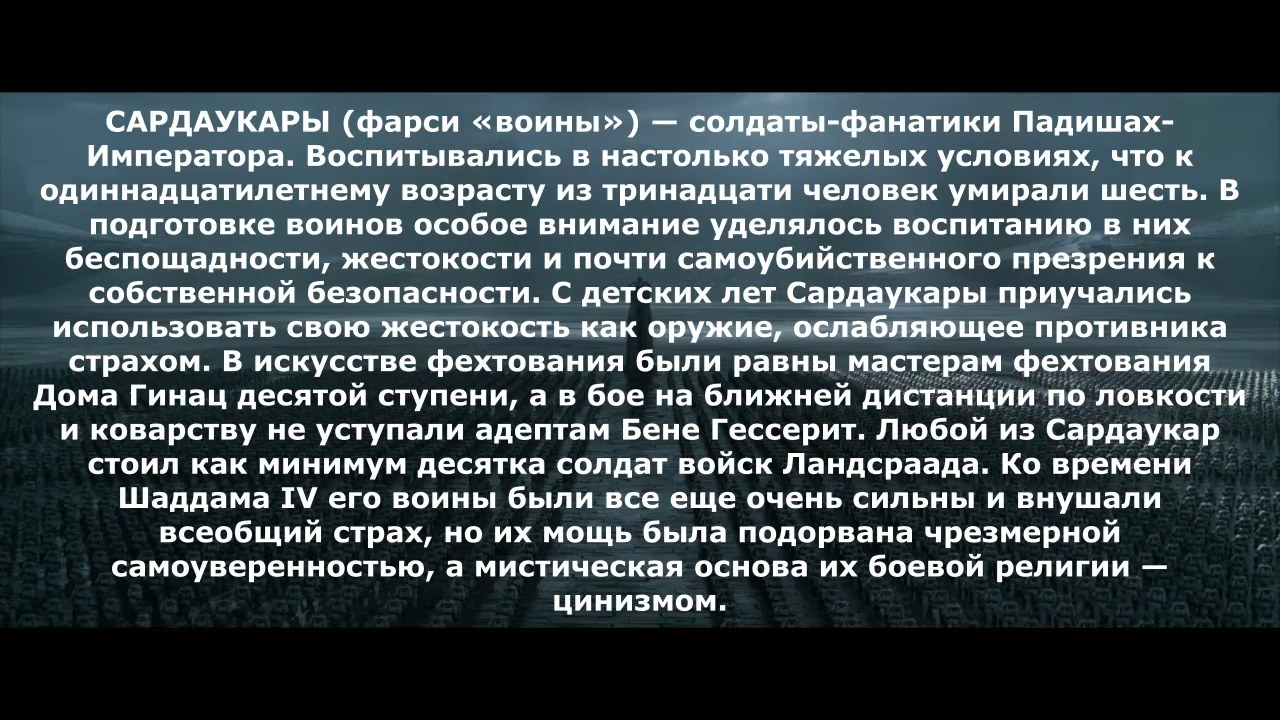 САРДАУКАРЫ (фарси «воины») — солдаты-фанатики Падишах-
Императора. Воспитывались в настолько тяжелых условиях, что к
одиннадцатилетнему возрасту из тринадцати человек умирали шесть. В
подготовке воинов особое внимание уделялось воспитанию в них
беспощадности, жестокости и почти самоубийственного презрения к
собственной безопасности. С детских лет Сардаукары приучались
использовать свою жестокость как оружие, ослабляющее противника
страхом. В искусстве фехтования были равны мастерам фехтования
Дома Гинац десятой ступени, а в бое на ближней дистанции по ловкости
и коварству не уступали адептам Бене Гессерит. Любой из Сардаукар
стоил как минимум десятка солдат войск Ландсраада. Ко времени
Шаддама IV его воины были все еще очень сильны и внушали
всеобщий страх, но их мощь была подорвана чрезмерной
самоуверенностью, а мистическая основа их боевой религии —
цинизмом.